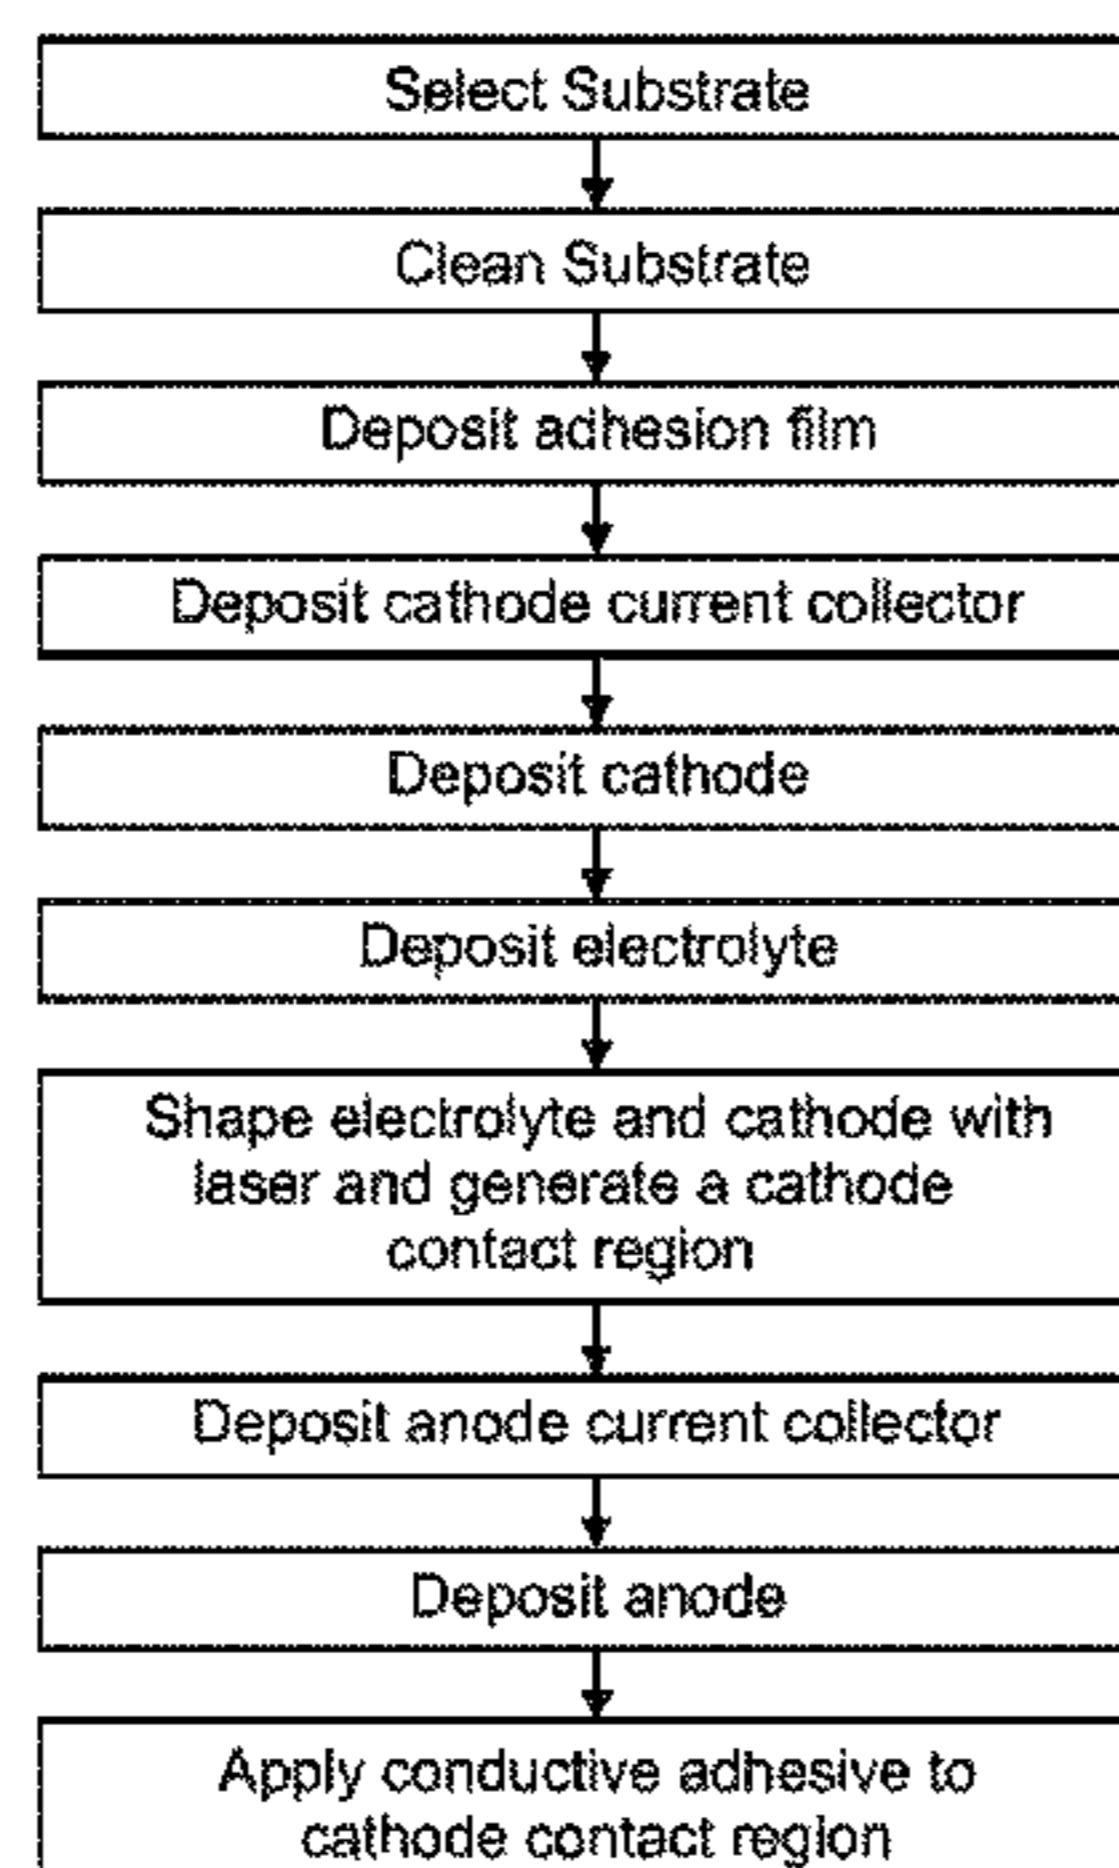 Select Substrate
Clean Substrate
Deposit adhesion film
Deposit cathode current collector
Deposit cathode
Deposit electrolyte
Shape electrolyte and cathode with
laser and generate a cathode
contact region
Deposit anode current collector
Deposit anode
Apply conductive adhesive to
cathode contact region